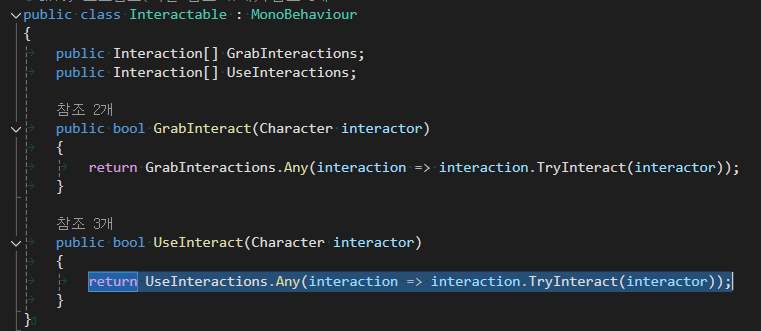 public class Interactable : MonoBehaviour
{
public Interaction[] GrabInteractions;
public Interaction[] UseInteractions;
참조 2개
public bool GrabInteract(Character interactor)
{
return GrabInteractions.Any(interaction => interaction.TryInteract(interactor));
}
참조 3개
public bool UseInteract(Character interactor)
{
return UseInteractions.Any(interaction => interaction.TryInteract(interactor));
}
}